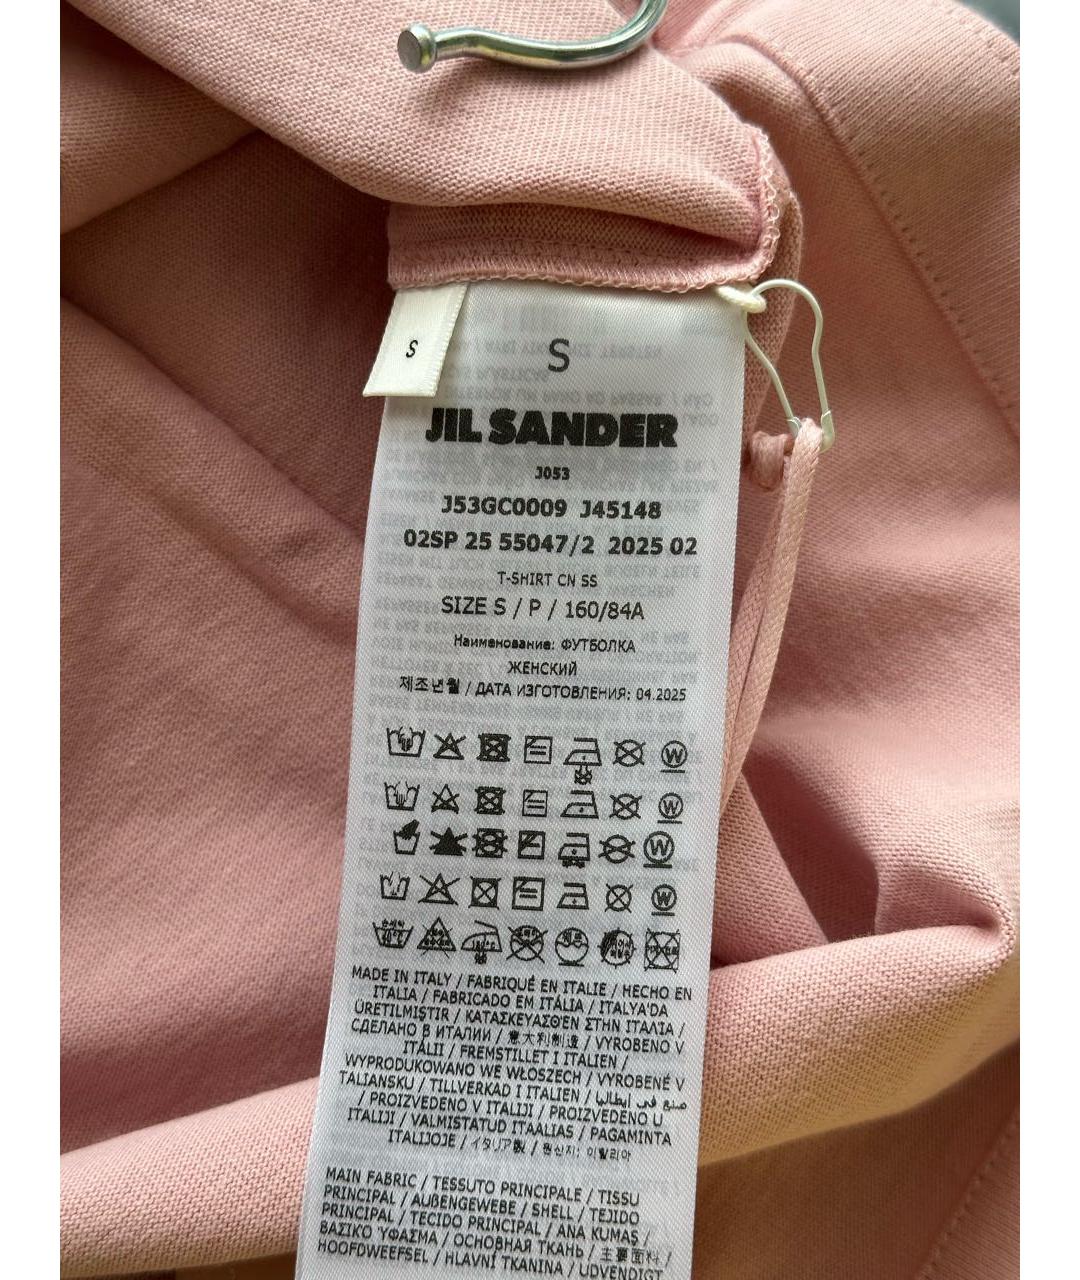 S
S
JIL SANDER
J053
J53GC0009 J45148
02SP 25 55047/2 2025 02
T-SHIRT CN SS
SIZE S / P / 160/84A
Наименование: ФУТБОЛКА
ЖЕНСКИЙ
제조년월 / ДАТА ИЗГОТОВЛЕНИЯ: 04.2025
W
W
W
W
MADE IN ITALY / FABRIQUÉ EN ITALIE / HECHO EN
ITALIA / FABRICADO EM ITÁLIA / ITALYA'DA
ÜRETILMIŞTIR / ΚΑΤΑΣΚΕΥΑΣΘΕΝ ΣΤΗΝ ΙΤΑΛΙΑ /
СДЕЛАНО В ИТАЛИИ / 意大利制造 / VYROBENO V
ITÁLII / FREMSTILLET I ITALIEN /
WYPRODUKOWANO WE WŁOSZECH / VYROBENÉ V
TALIANSKU / TILLVERKAD I ITALIEN / صنع في إيطاليا
/ PROIZVEDENO V ITALIJI / PROIZVEDENO U
ITALIJI / VALMISTATUD ITAALIAS / PAGAMINTA
ITALIJOJE / イタリア製 / 원산지: 이탈리아
MAIN FABRIC / TESSUTO PRINCIPALE / TISSU
PRINCIPAL / AUßENGEWEBE / SHELL / TEJIDO
PRINCIPAL / TECIDO PRINCIPAL / ANA KUMAŞ /
ΒΑΣΙΚΌ ΎΦΑΣΜΑ / ОСНОВНАЯ ТКАНЬ / 主要面料 /
HOOFDWEEFSEL / HLAVNÍ TKANINA / UDVENDIGT